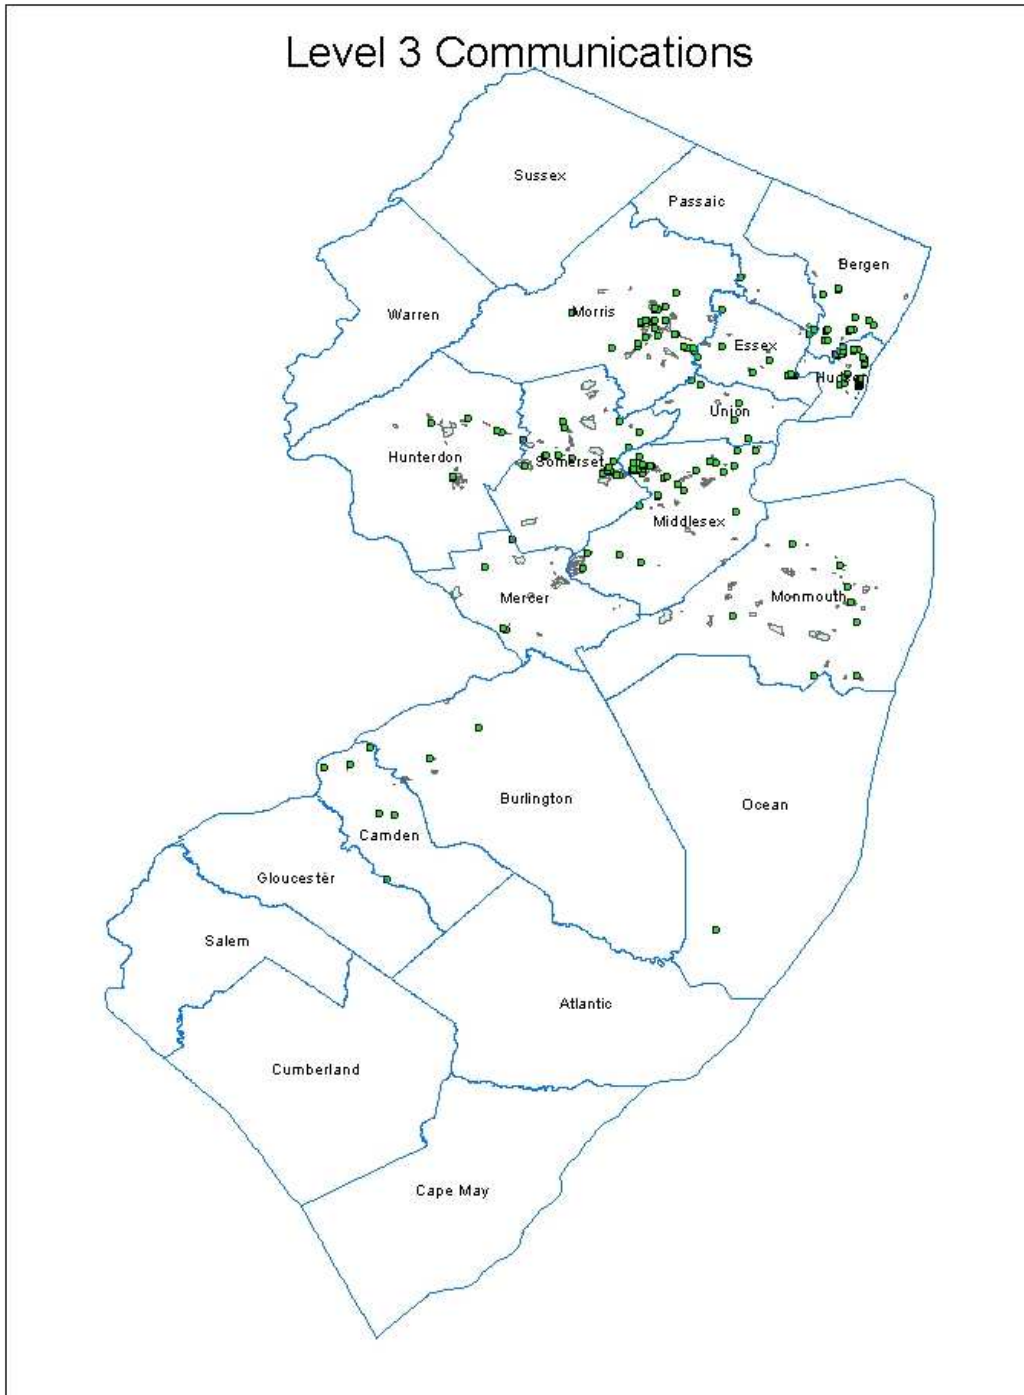 Level 3 Communications
Sussex
Passaic
Bergen
Morris
Warren
Essex
Hudson
Union
Hunterdon
Somerset
Middlesex
Mercer
Monmouth
Burlington
Ocean
Camden
Gloucester
Salem
Atlantic
Cumberland
Cape May